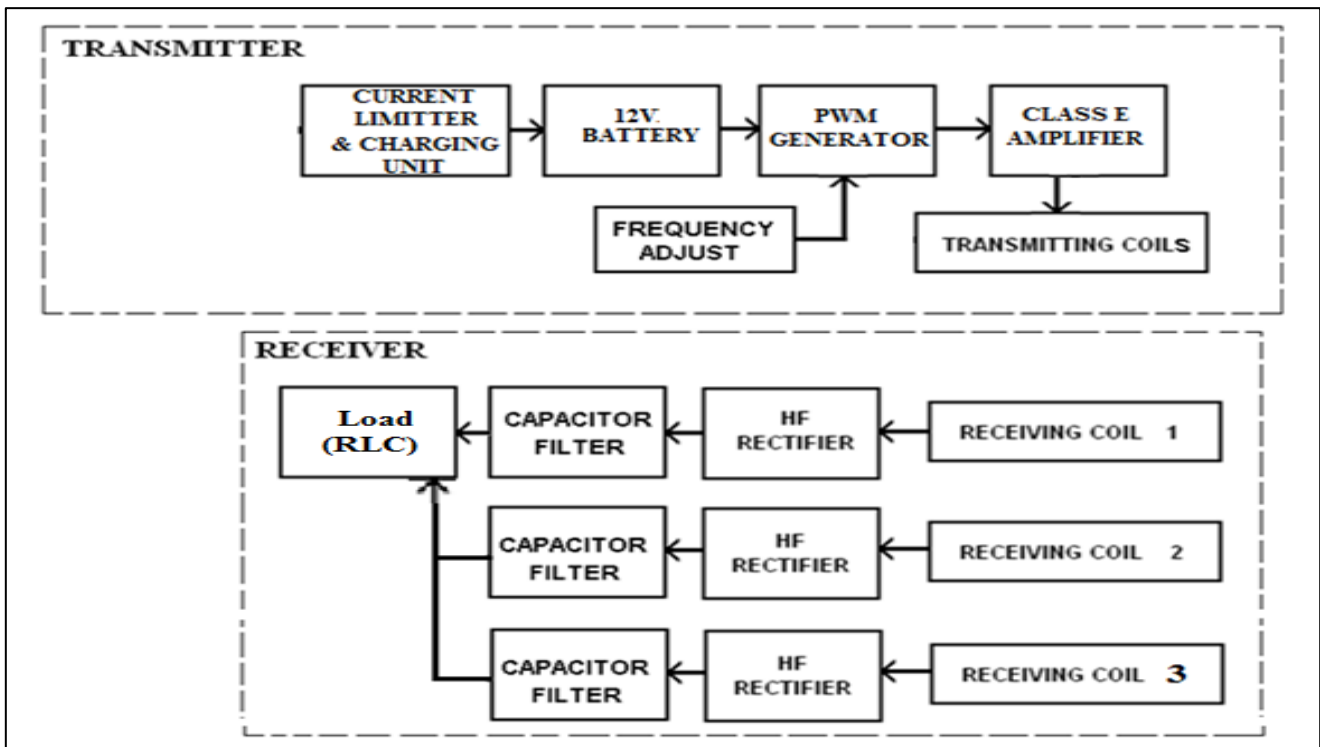 TRANSMITTER
CURRENT
LIMITTER
& CHARGING
UNIT
12V.
BATTERY
PWM
GENERATOR
CLASS E
AMPLIFIER
FREQUENCY
ADJUST
TRANSMITTING COILS
RECEIVER
Load
(RLC)
CAPACITOR
FILTER
HF
RECTIFIER
RECEIVING COIL 1
CAPACITOR
FILTER
HF
RECTIFIER
RECEIVING COIL 2
CAPACITOR
FILTER
HF
RECTIFIER
RECEIVING COIL 3